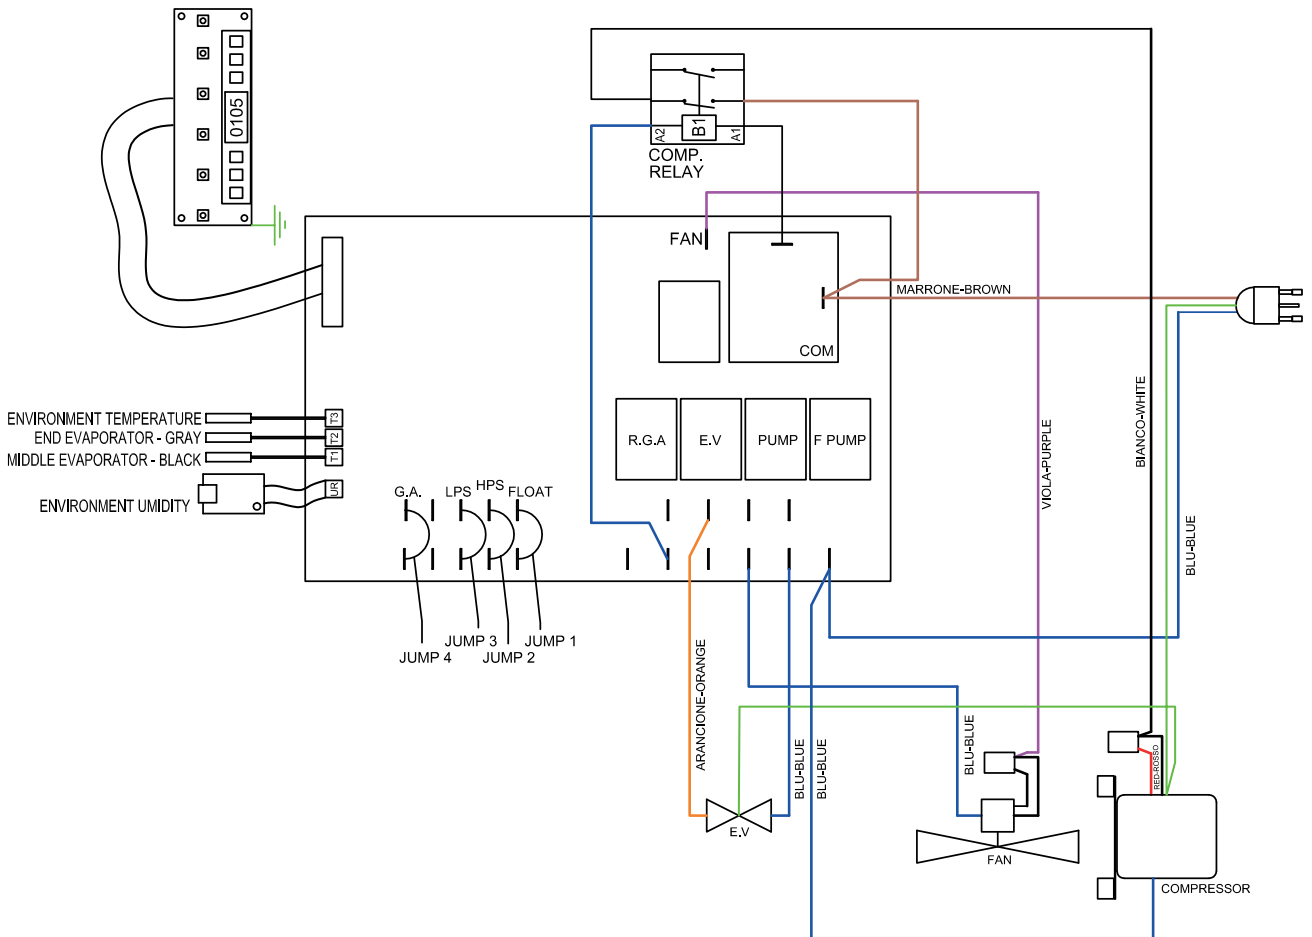 0105
B1
A2
A1
COMP.
RELAY
FAN
COM
MARRONE-BROWN
BIANCO-WHITE
VIOLA-PURPLE
BLU-BLUE
ENVIRONMENT TEMPERATURE
T3
END EVAPORATOR - GRAY
T2
MIDDLE EVAPORATOR - BLACK
T1
ENVIRONMENT UMIDITY
UR
R.G.A
E.V
PUMP
F PUMP
G.A.
LPS
HPS
FLOAT
JUMP 4
JUMP 3
JUMP 2
JUMP 1
ARANCIONE-ORANGE
BLU-BLUE
BLU-BLUE
BLU-BLUE
RED-ROSSO
E.V
FAN
COMPRESSOR